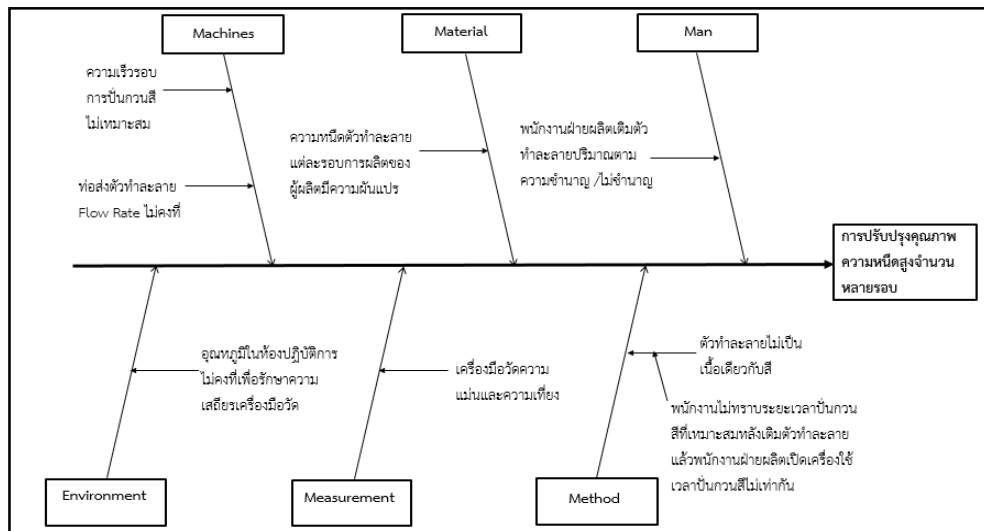 Machines
Material
Man
ความเร็วรอบ
การปั่นกวนสี
ไม่เหมาะสม
ท่อส่งตัวทำละลาย
Flow Rate ไม่คงที่
ความหนืดตัวทำละลาย
แต่ละรอบการผลิตของ
ผู้ผลิตมีความผันแปร
พนักงานฝ่ายผลิตเติมตัว
ทำละลายปริมาณตาม
ความชำนาญ /ไม่ชำนาญ
การปรับปรุงคุณภาพ
ความหนืดสูงจำนวน
หลายรอบ
อุณหภูมิในห้องปฏิบัติการ
ไม่คงที่เพื่อรักษาความ
เสถียรเครื่องมือวัด
เครื่องมือวัดความ
แม่นและความเที่ยง
ตัวทำละลายไม่เป็น
เนื้อเดียวกับสี
พนักงานไม่ทราบระยะเวลาปั่นกวน
สีที่เหมาะสมหลังเติมตัวทำละลาย
แล้วพนักงานฝ่ายผลิตเปิดเครื่องใช้
เวลาปั่นกวนสีไม่เท่ากัน
Environment
Measurement
Method